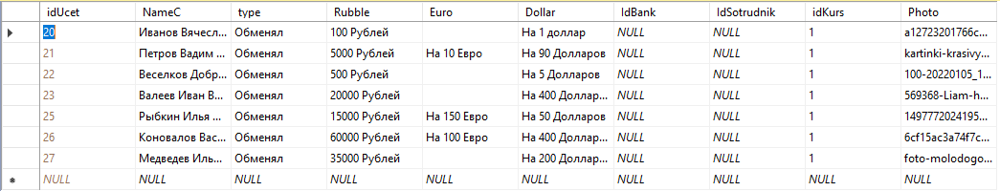 idUcet NameC type Rubble Euro Dollar IdBank IdSotrudnik idKurs Photo
20 Иванов Вячесл... Обменял 100 Рублей На 1 доллар NULL NULL 1 a12723201766c...
21 Петров Вадим ... Обменял 5000 Рублей На 10 Евро На 90 Долларов NULL NULL 1 kartinki-krasivy...
22 Веселков Добр... Обменял 500 Рублей На 5 Долларов NULL NULL 1 100-20220105_1...
23 Валеев Иван В... Обменял 20000 Рублей На 400 Доллар... NULL NULL 1 569368-Liam-h...
25 Рыбкин Илья ... Обменял 15000 Рублей На 150 Евро На 50 Долларов NULL NULL 1 1497772024195...
26 Коновалов Вас... Обменял 60000 Рублей На 100 Евро На 400 Доллар... NULL NULL 1 6cf15ac3a74f7c...
27 Медведев Иль... Обменял 35000 Рублей На 200 Доллар... NULL NULL 1 foto-molodogo...
NULL NULL NULL NULL NULL NULL NULL NULL NULL NULL